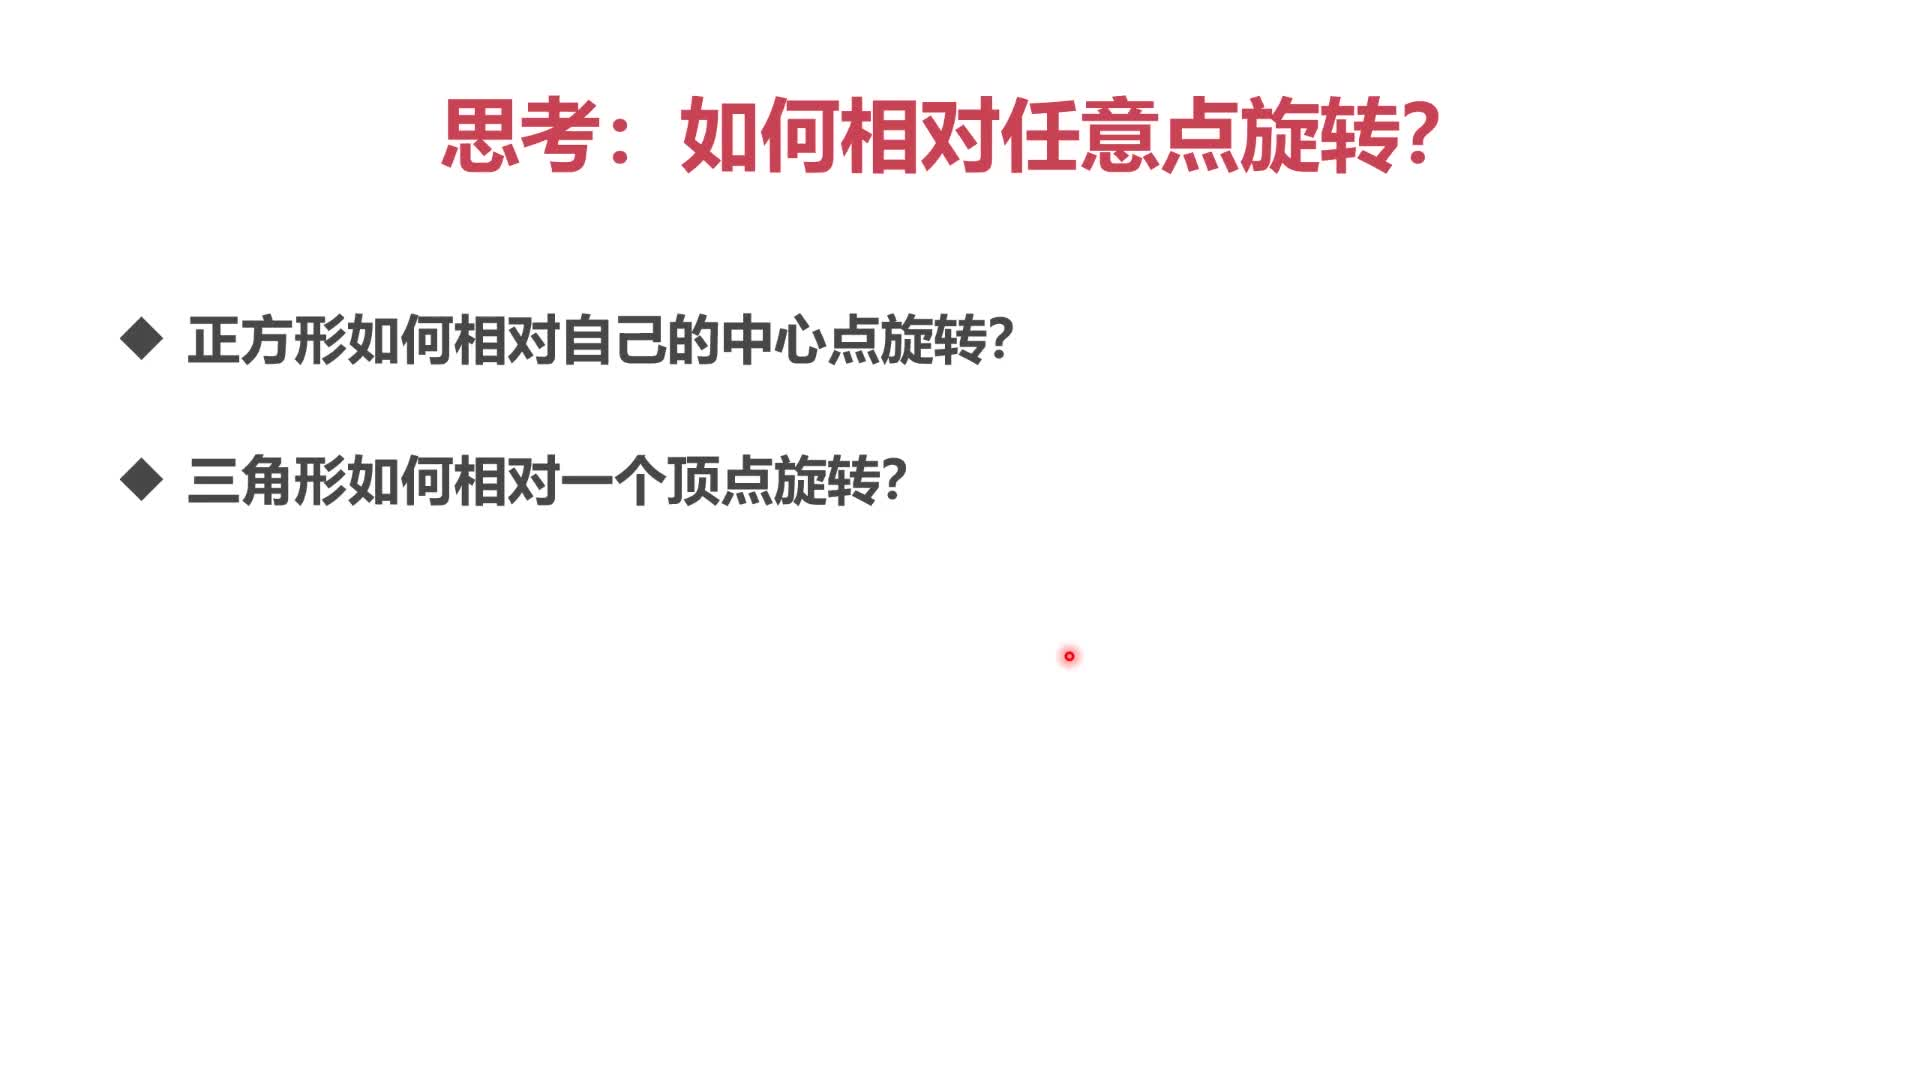 思考：如何相对任意点旋转？
◆ 正方形如何相对自己的中心点旋转？
◆ 三角形如何相对一个顶点旋转？